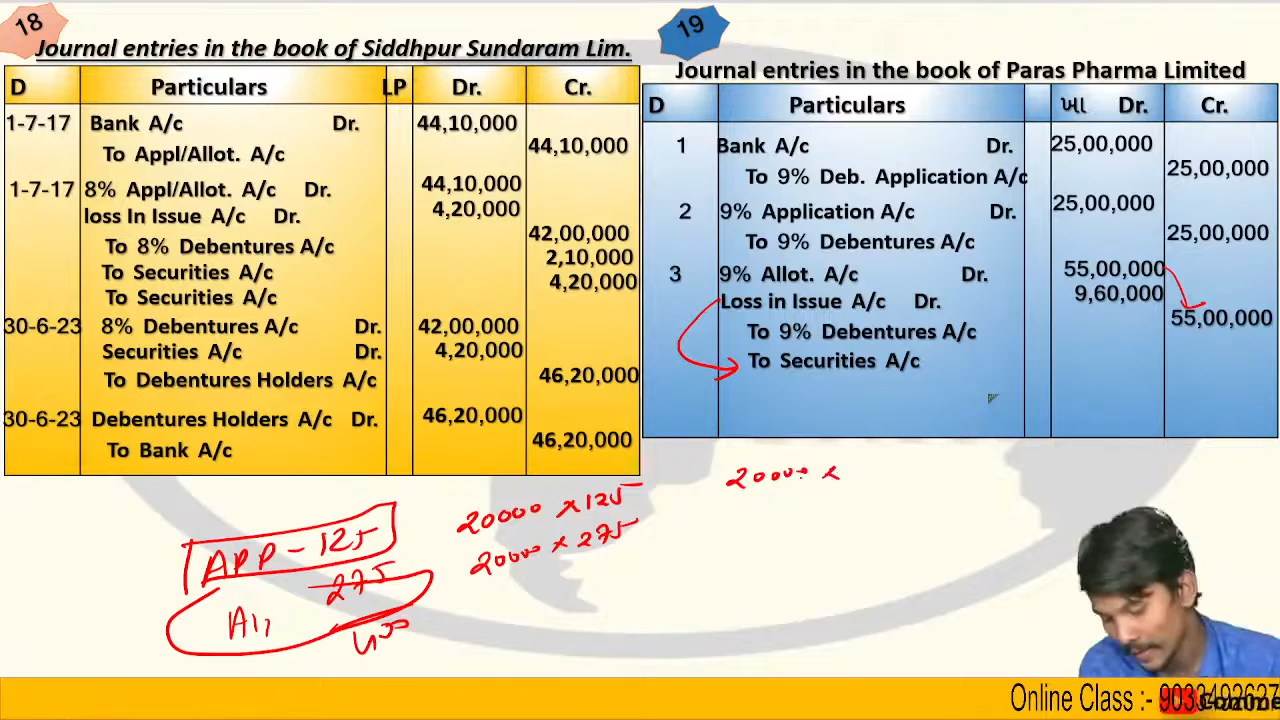 18
Journal entries in the book of Siddhpur Sundaram Lim.
D Particulars LP Dr. Cr.
1-7-17 Bank A/c Dr. 44,10,000
To Appl/Allot. A/c 44,10,000
1-7-17 8% Appl/Allot. A/c Dr. 44,10,000
loss In Issue A/c Dr. 4,20,000
To 8% Debentures A/c 42,00,000
To Securities A/c 2,10,000
To Securities A/c 4,20,000
30-6-23 8% Debentures A/c Dr. 42,00,000
Securities A/c Dr. 4,20,000
To Debentures Holders A/c 46,20,000
30-6-23 Debentures Holders A/c Dr. 46,20,000
To Bank A/c 46,20,000
19
Journal entries in the book of Paras Pharma Limited
D Particulars ખા Dr. Cr.
1 Bank A/c Dr. 25,00,000
To 9% Deb. Application A/c 25,00,000
2 9% Application A/c Dr. 25,00,000
To 9% Debentures A/c 25,00,000
3 9% Allot. A/c Dr. 55,00,000
Loss in Issue A/c Dr. 9,60,000
To 9% Debentures A/c 55,00,000
To Securities A/c
APP - 125
275
400
20000 x 125
20000 x 275
20000 x
Online Class :- 9033492627